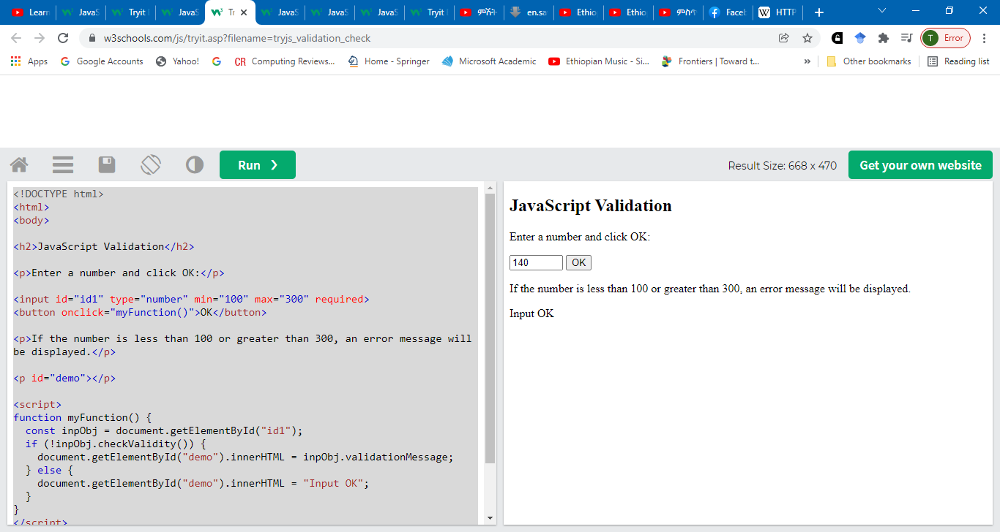 Learn
JavaS
Tryit
JavaS
Tr
JavaS
JavaS
JavaS
Tryit
en.sa
Ethio
Ethio
ምስጥ
Facel
HTTP
w3schools.com/js/tryit.asp?filename=tryjs_validation_check
T Error
Apps Google Accounts Yahoo! CR Computing Reviews... Home - Springer Microsoft Academic Ethiopian Music - Si... Frontiers | Toward t... » Other bookmarks Reading list
Run ❯ Result Size: 668 x 470 Get your own website
<!DOCTYPE html>
<html>
<body>
<h2>JavaScript Validation</h2>
<p>Enter a number and click OK:</p>
<input id="id1" type="number" min="100" max="300" required>
<button onclick="myFunction()">OK</button>
<p>If the number is less than 100 or greater than 300, an error message will
be displayed.</p>
<p id="demo"></p>
<script>
function myFunction() {
const inpObj = document.getElementById("id1");
if (!inpObj.checkValidity()) {
document.getElementById("demo").innerHTML = inpObj.validationMessage;
} else {
document.getElementById("demo").innerHTML = "Input OK";
}
}
</script>
JavaScript Validation
Enter a number and click OK:
140 OK
If the number is less than 100 or greater than 300, an error message will be displayed.
Input OK